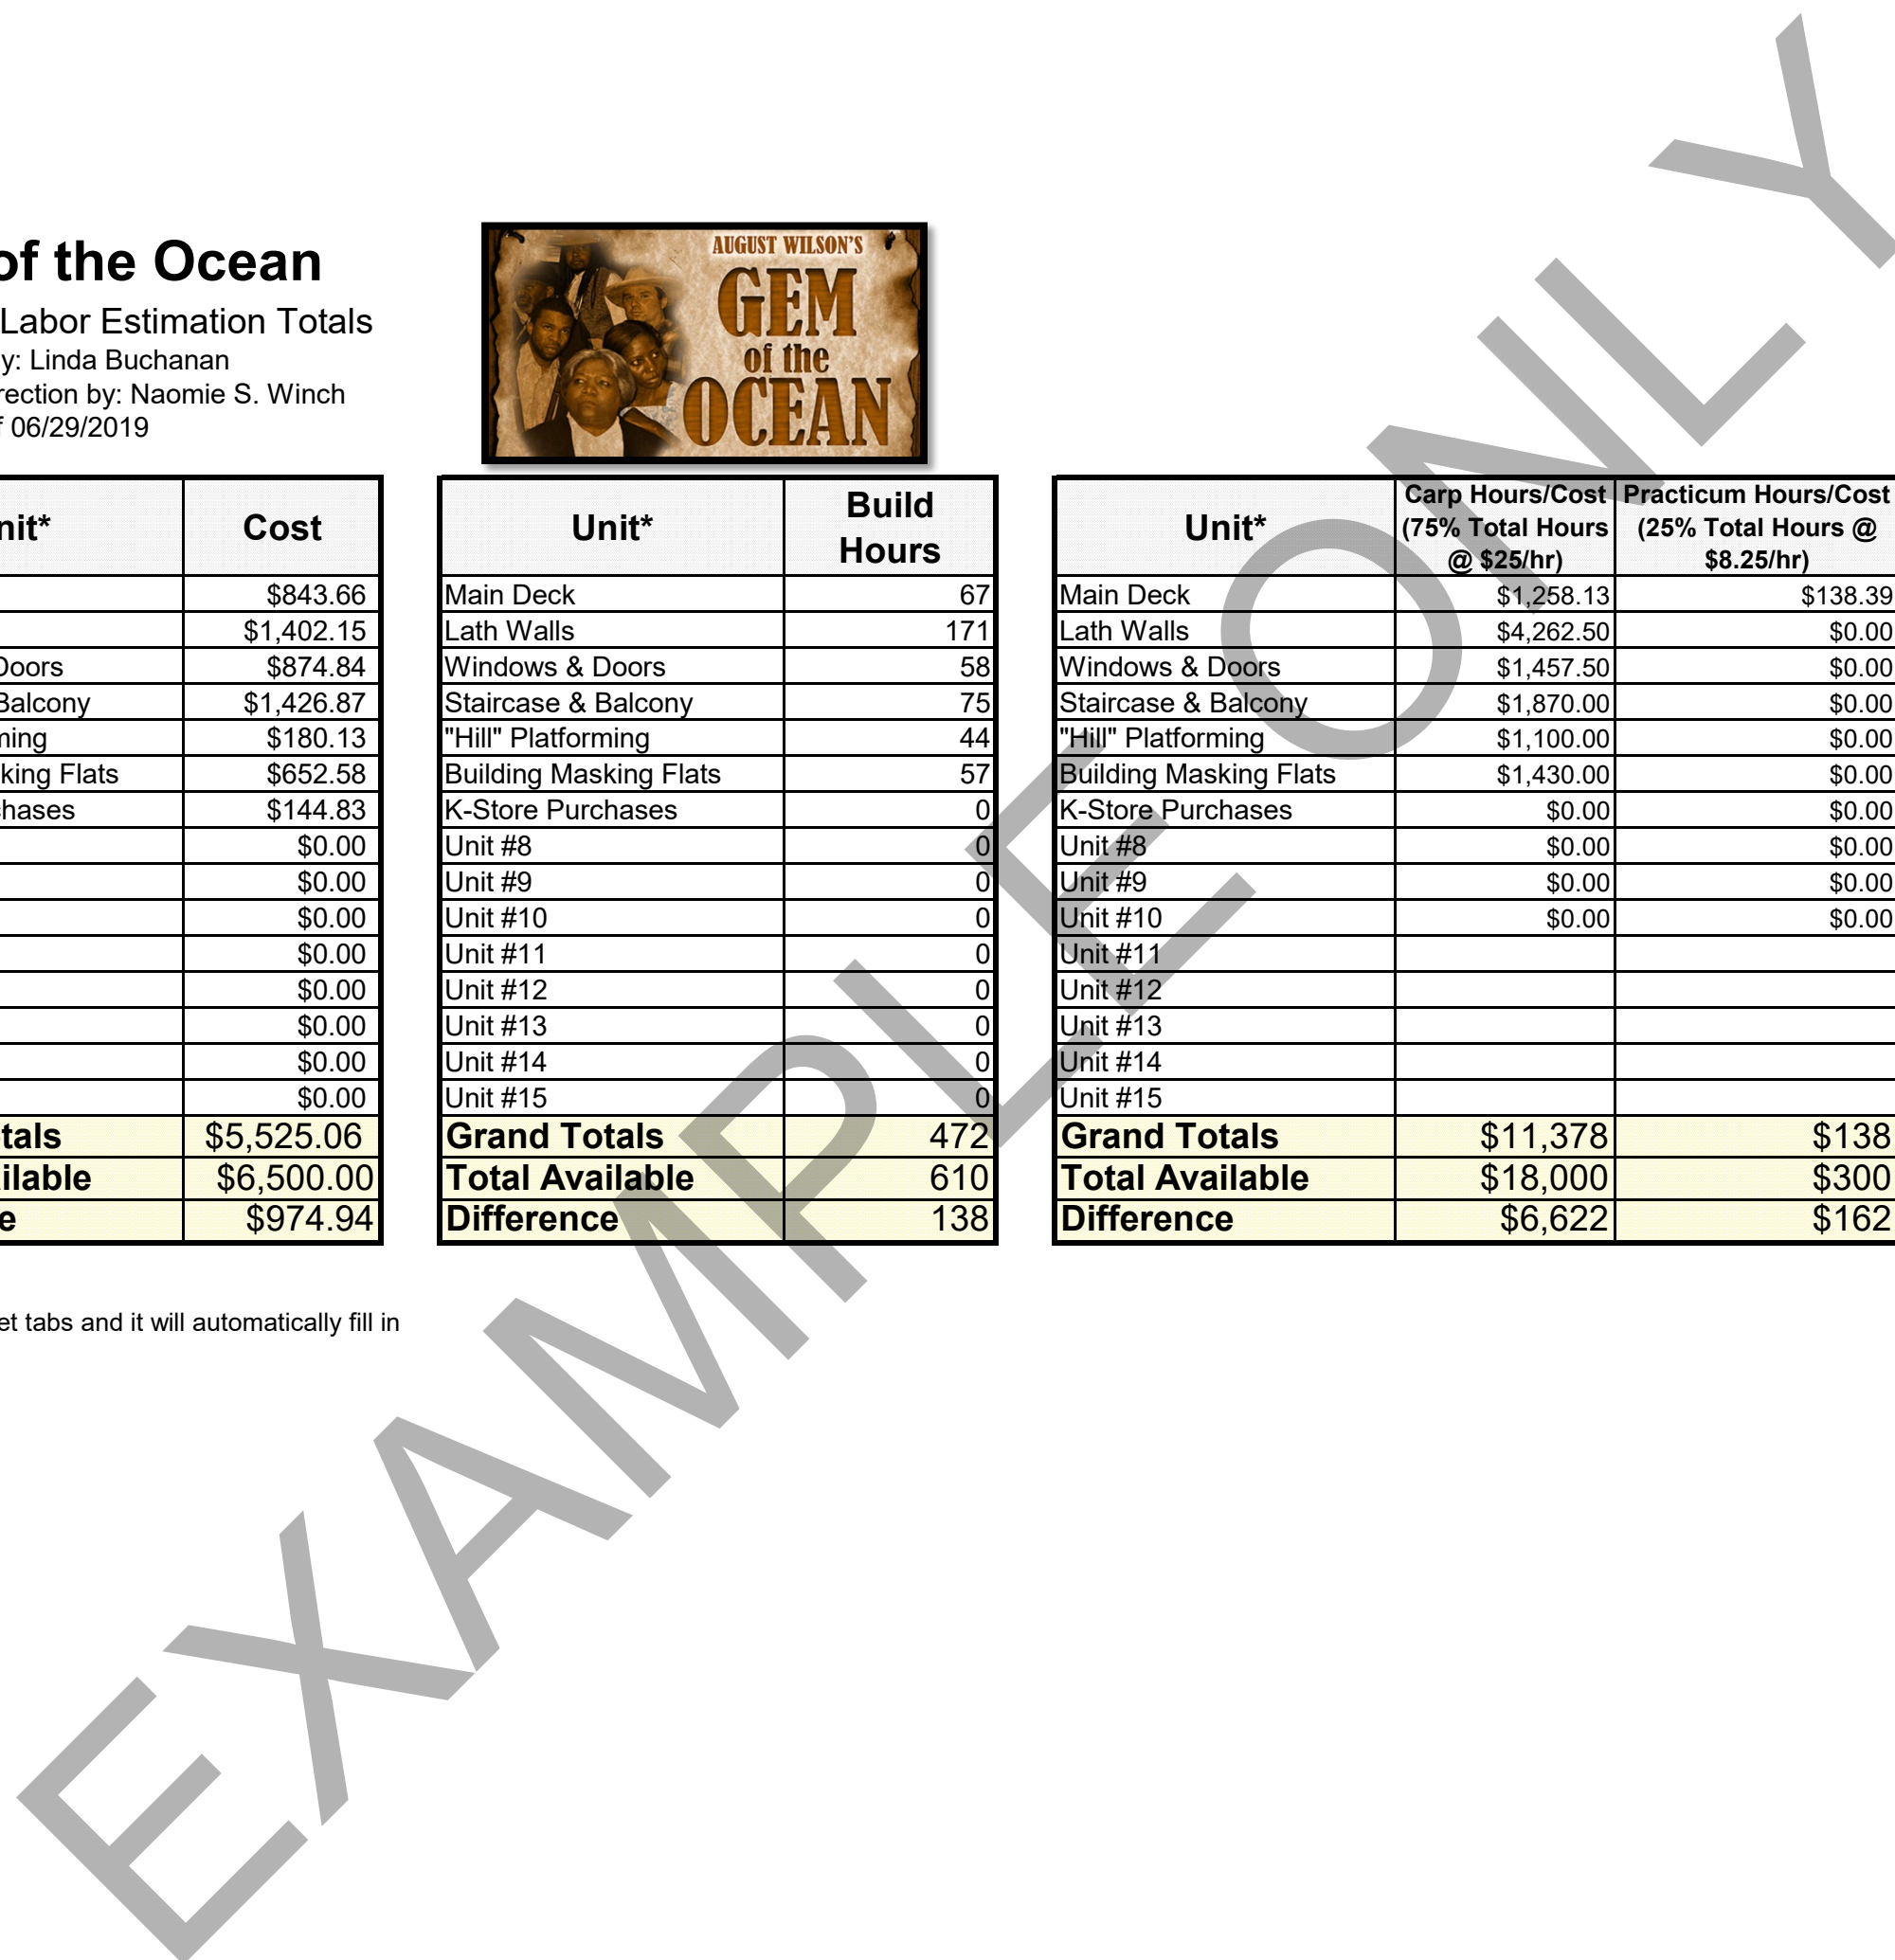 of the Ocean
Labor Estimation Totals
y: Linda Buchanan
rection by: Naomie S. Winch
f 06/29/2019
AUGUST WILSON'S
GEM
of the
OCEAN
nit* Cost
$843.66
$1,402.15
Doors $874.84
Balcony $1,426.87
ming $180.13
king Flats $652.58
hases $144.83
$0.00
$0.00
$0.00
$0.00
$0.00
$0.00
$0.00
$0.00
tals $5,525.06
ilable $6,500.00
e $974.94
Unit* Build
Hours
Main Deck 67
Lath Walls 171
Windows & Doors 58
Staircase & Balcony 75
"Hill" Platforming 44
Building Masking Flats 57
K-Store Purchases 0
Unit #8 0
Unit #9 0
Unit #10 0
Unit #11 0
Unit #12 0
Unit #13 0
Unit #14 0
Unit #15 0
Grand Totals 472
Total Available 610
Difference 138
Unit* Carp Hours/Cost Practicum Hours/Cost
(75% Total Hours (25% Total Hours @
@ $25/hr) $8.25/hr)
Main Deck $1,258.13 $138.39
Lath Walls $4,262.50 $0.00
Windows & Doors $1,457.50 $0.00
Staircase & Balcony $1,870.00 $0.00
"Hill" Platforming $1,100.00 $0.00
Building Masking Flats $1,430.00 $0.00
K-Store Purchases $0.00 $0.00
Unit #8 $0.00 $0.00
Unit #9 $0.00 $0.00
Unit #10 $0.00 $0.00
Unit #11
Unit #12
Unit #13
Unit #14
Unit #15
Grand Totals $11,378 $138
Total Available $18,000 $300
Difference $6,622 $162
et tabs and it will automatically fill in
EXAMPLE ONLY